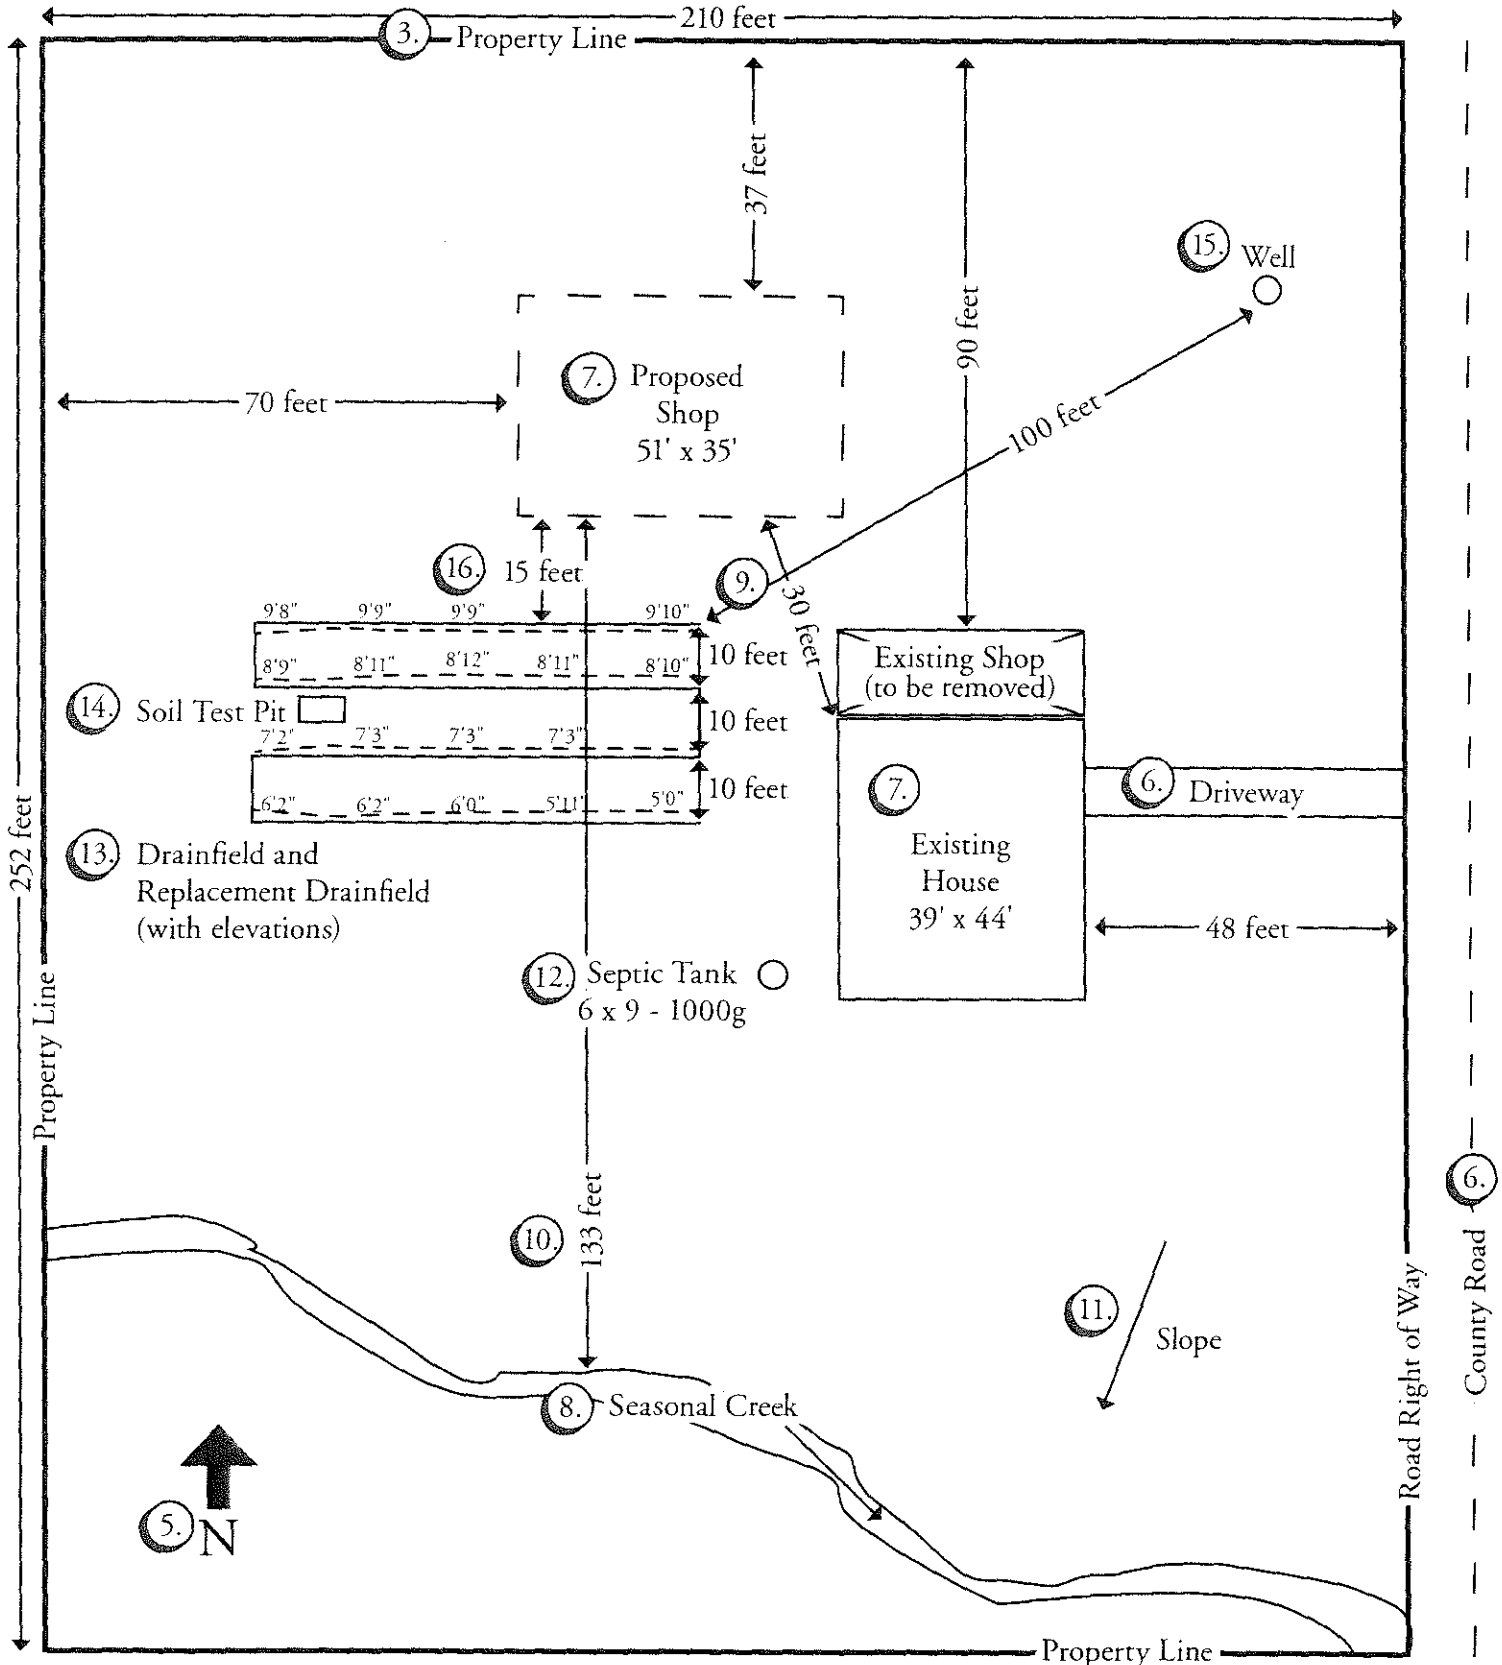 210 feet
3. Property Line
37 feet
90 feet
15. Well
7. Proposed
Shop
51' x 35'
70 feet
100 feet
16. 15 feet
9.
30 feet
9'8" 9'9" 9'9" 9'10"
10 feet
8'9" 8'11" 8'12" 8'11" 8'10"
Existing Shop
(to be removed)
14. Soil Test Pit
10 feet
7'2" 7'3" 7'3" 7'3"
10 feet
6'2" 6'2" 6'0" 5'11" 5'0"
7.
Existing
House
39' x 44'
6. Driveway
48 feet
252 feet
13. Drainfield and
Replacement Drainfield
(with elevations)
12. Septic Tank
6 x 9 - 1000g
Property Line
10. 133 feet
6.
County Road
Road Right of Way
11.
Slope
8. Seasonal Creek
5. N
Property Line